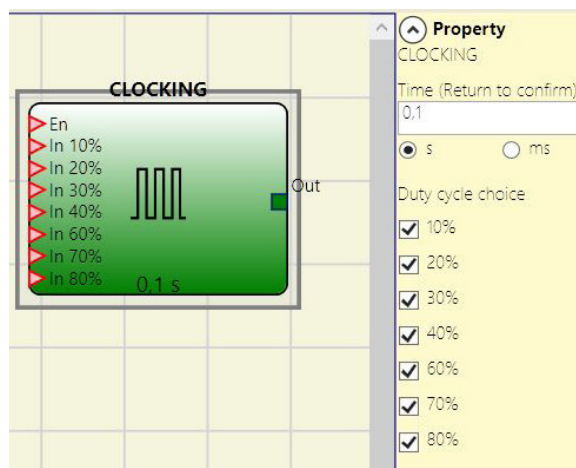 CLOCKING
En
In 10%
In 20%
In 30%
In 40%
In 60%
In 70%
In 80%
Out
0,1 s
Property
CLOCKING
Time (Return to confirm)
0,1
s ms
Duty cycle choice
10%
20%
30%
40%
60%
70%
80%